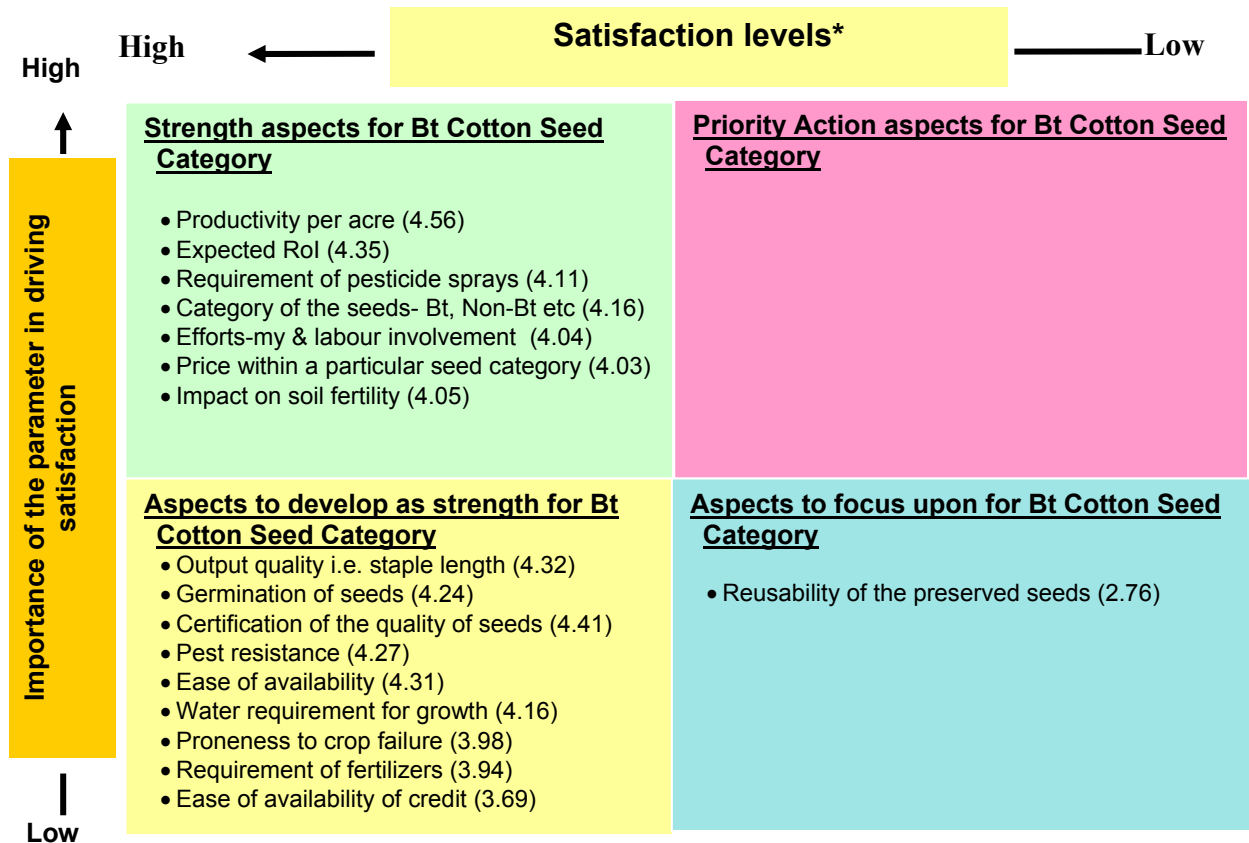 Satisfaction levels*
High
Low
High
Importance of the parameter in driving
satisfaction
Low
Strength aspects for Bt Cotton Seed
Category
• Productivity per acre (4.56)
• Expected RoI (4.35)
• Requirement of pesticide sprays (4.11)
• Category of the seeds- Bt, Non-Bt etc (4.16)
• Efforts-my & labour involvement (4.04)
• Price within a particular seed category (4.03)
• Impact on soil fertility (4.05)
Priority Action aspects for Bt Cotton Seed
Category
Aspects to develop as strength for Bt
Cotton Seed Category
• Output quality i.e. staple length (4.32)
• Germination of seeds (4.24)
• Certification of the quality of seeds (4.41)
• Pest resistance (4.27)
• Ease of availability (4.31)
• Water requirement for growth (4.16)
• Proneness to crop failure (3.98)
• Requirement of fertilizers (3.94)
• Ease of availability of credit (3.69)
Aspects to focus upon for Bt Cotton Seed
Category
• Reusability of the preserved seeds (2.76)